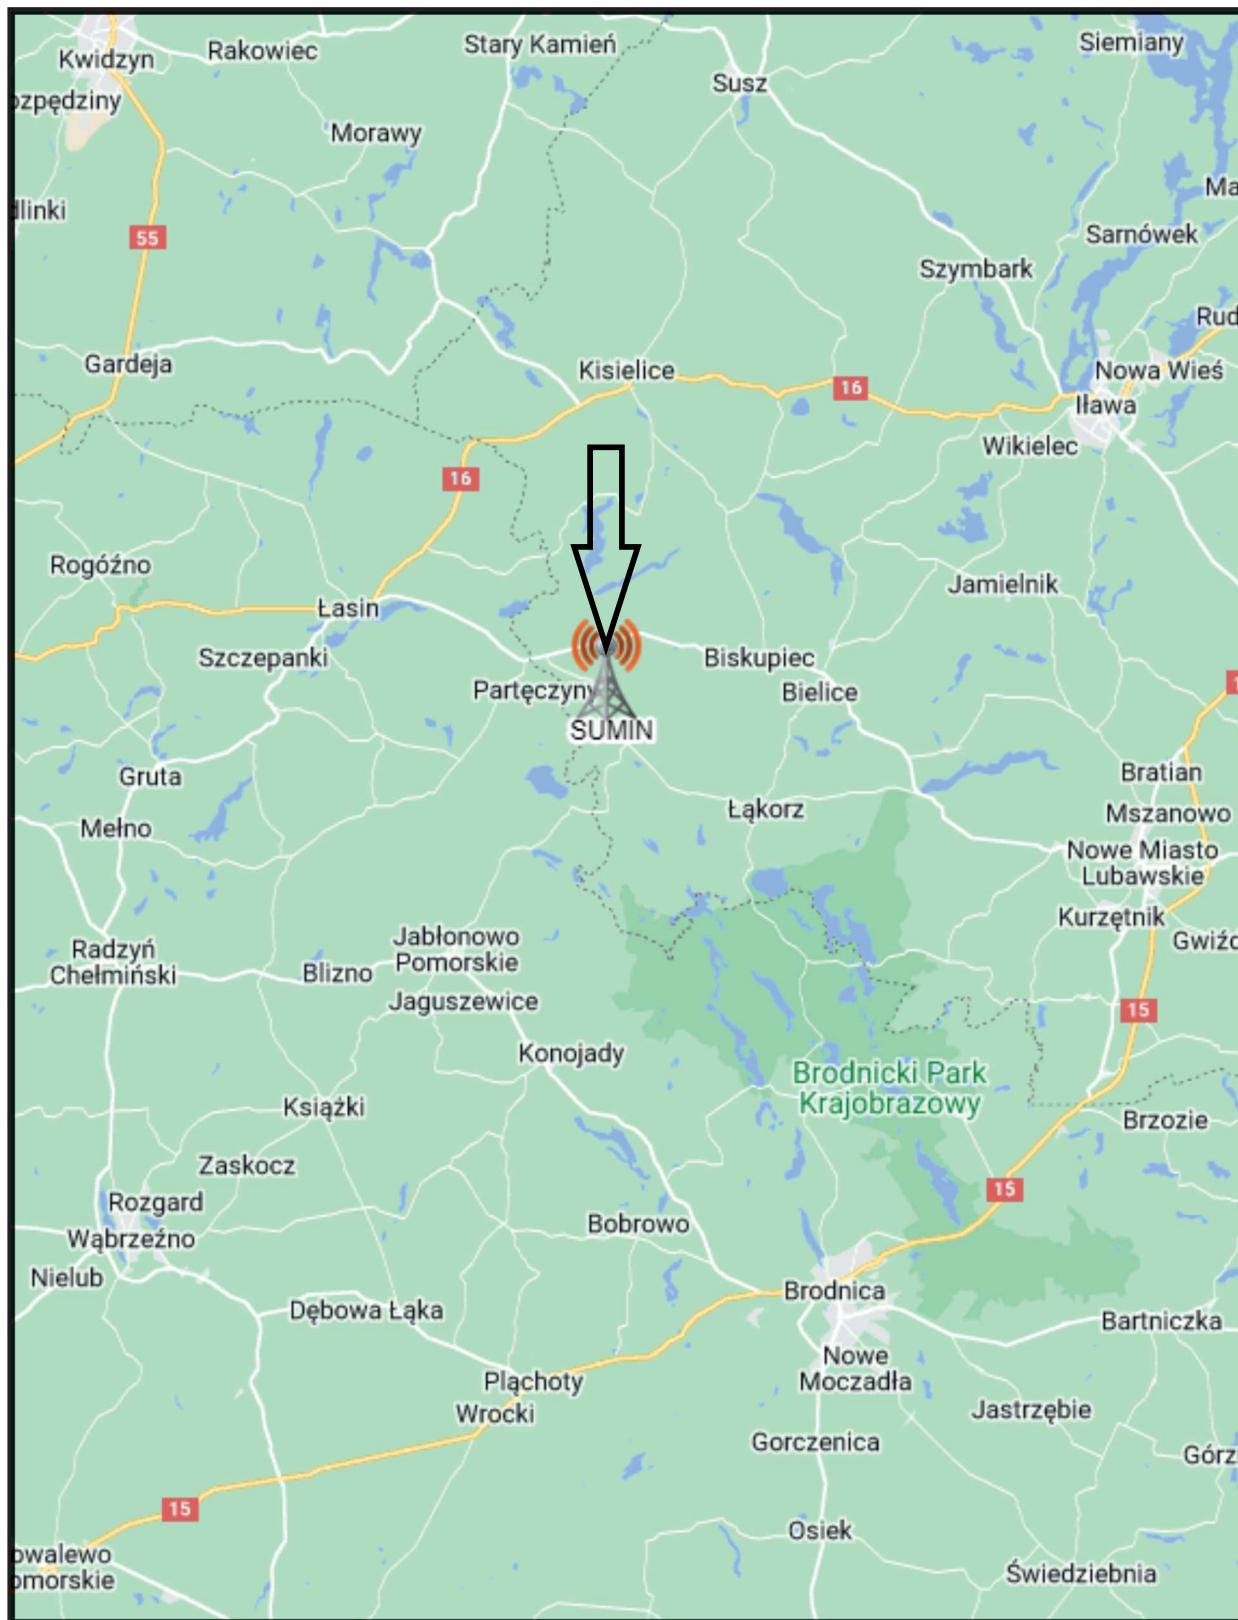 Kwidzyn
Rakowiec
Stary Kamień
Susz
Siemiany
ozpędziny
Morawy
dlinki
Ma
55
Sarnówek
Szymbark
Rud
Gardeja
Kisielice
16
Nowa Wieś
Iława
Wikielec
16
Rogóźno
Jamielnik
Łasin
Szczepanki
Biskupiec
Bielice
Partęczyny
SUMIN
Gruta
Bratian
Mełno
Łąkorz
Mszanowo
Nowe Miasto
Lubawskie
Kurzętnik
Gwiźd
Radzyń
Chełmiński
Blizno
Jabłonowo
Pomorskie
Jaguszewice
15
Konojady
Brodnicki Park
Krajobrazowy
Książki
Brzozie
Zaskocz
15
Rozgard
Wąbrzeźno
Bobrowo
Nielub
Dębowa Łąka
Brodnica
Bartniczka
Nowe
Moczadła
Pląchoty
Wrocki
Jastrzębie
Gorczenica
Górz
15
Osiek
owalewo
omorskie
Świedziebnia